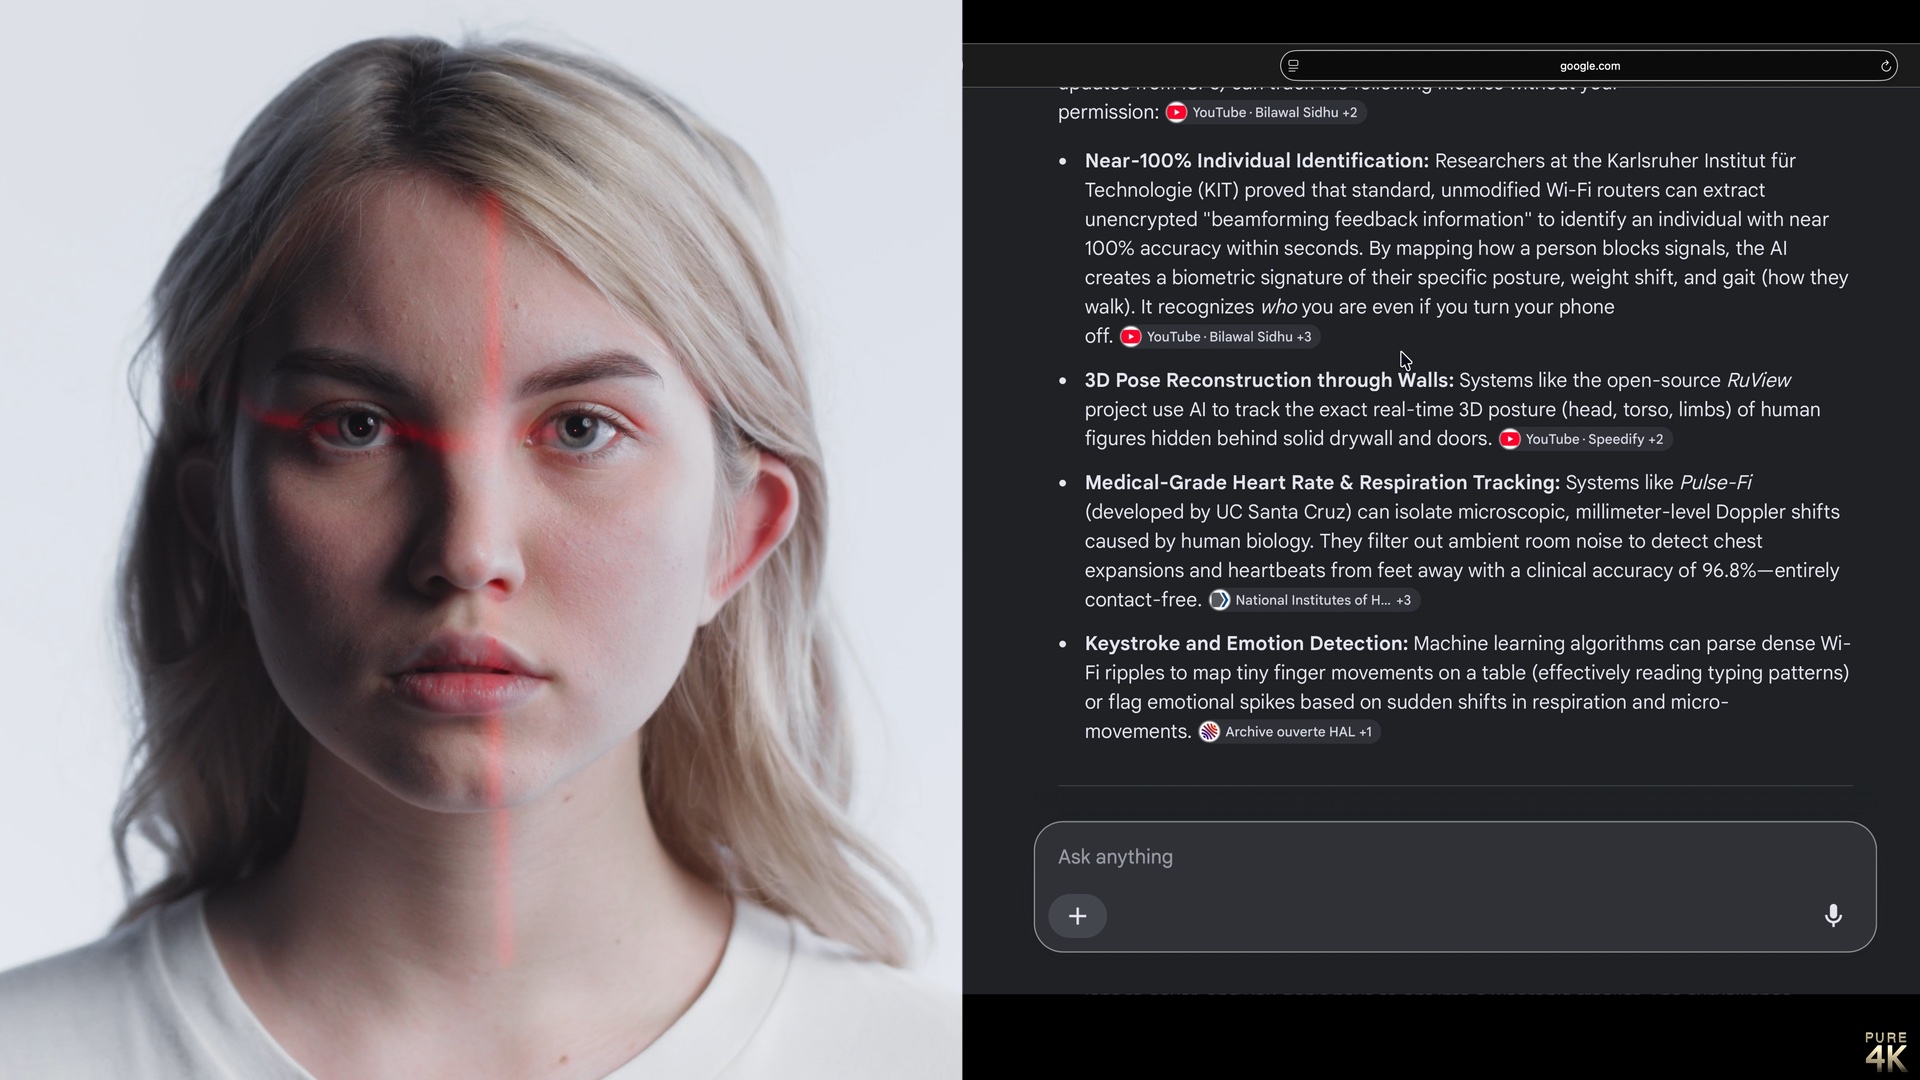 google.com
permission: YouTube · Bilawal Sidhu +2
• Near-100% Individual Identification: Researchers at the Karlsruher Institut für
Technologie (KIT) proved that standard, unmodified Wi-Fi routers can extract
unencrypted "beamforming feedback information" to identify an individual with near
100% accuracy within seconds. By mapping how a person blocks signals, the AI
creates a biometric signature of their specific posture, weight shift, and gait (how they
walk). It recognizes who you are even if you turn your phone
off. YouTube · Bilawal Sidhu +3
• 3D Pose Reconstruction through Walls: Systems like the open-source RuView
project use AI to track the exact real-time 3D posture (head, torso, limbs) of human
figures hidden behind solid drywall and doors. YouTube · Speedify +2
• Medical-Grade Heart Rate & Respiration Tracking: Systems like Pulse-Fi
(developed by UC Santa Cruz) can isolate microscopic, millimeter-level Doppler shifts
caused by human biology. They filter out ambient room noise to detect chest
expansions and heartbeats from feet away with a clinical accuracy of 96.8%—entirely
contact-free. National Institutes of H... +3
• Keystroke and Emotion Detection: Machine learning algorithms can parse dense Wi-
Fi ripples to map tiny finger movements on a table (effectively reading typing patterns)
or flag emotional spikes based on sudden shifts in respiration and micro-
movements. Archive ouverte HAL +1
Ask anything
PURE
4K